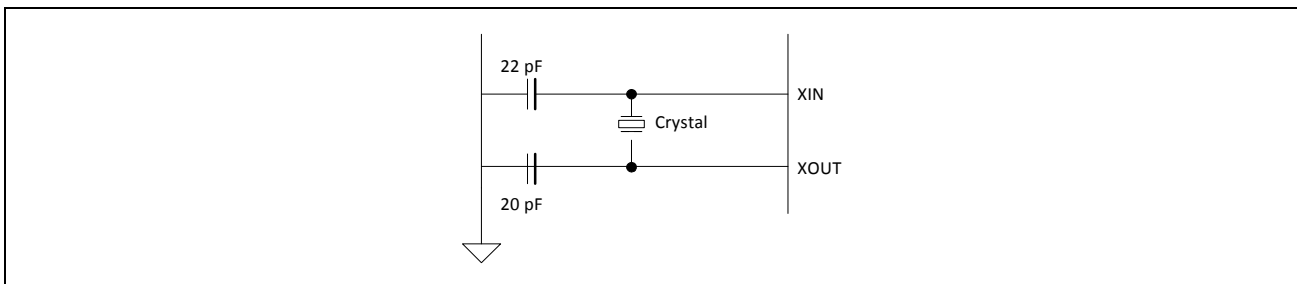 22 pF
XIN
Crystal
XOUT
20 pF